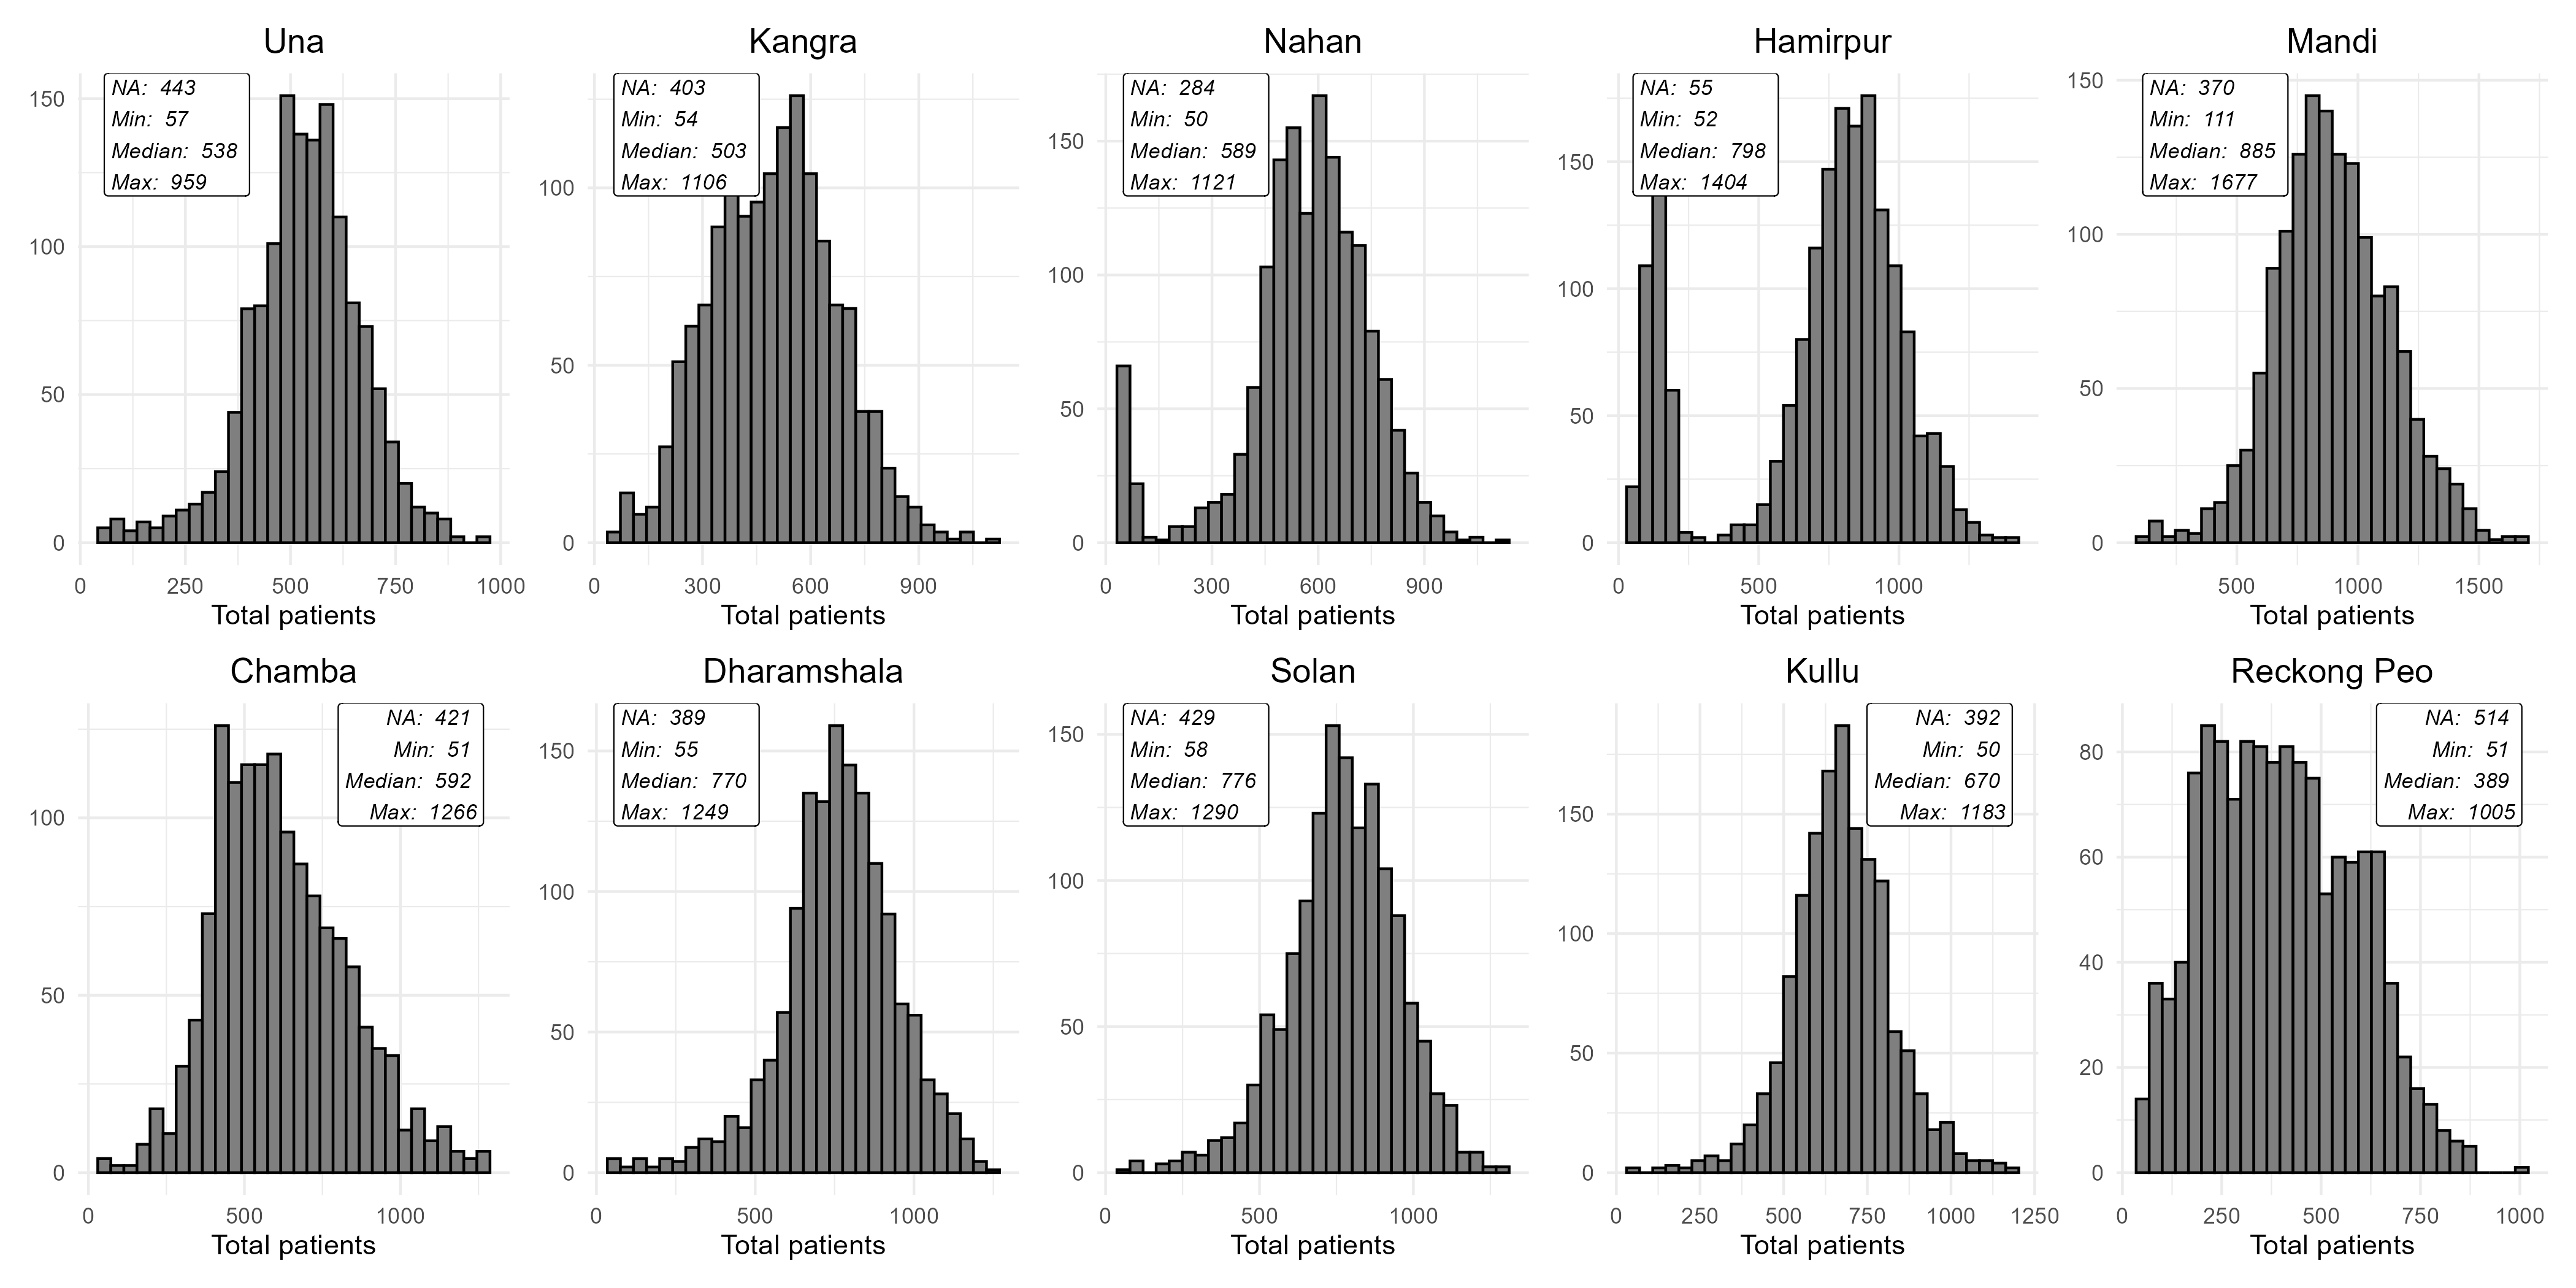 Una
NA: 443
Min: 57
Median: 538
Max: 959
150
100
50
0
0 250 500 750 1000
Total patients
Kangra
NA: 403
Min: 54
Median: 503
Max: 1106
100
50
0
0 300 600 900
Total patients
Nahan
NA: 284
Min: 50
Median: 589
Max: 1121
150
100
50
0
0 300 600 900
Total patients
Hamirpur
NA: 55
Min: 52
Median: 798
Max: 1404
150
100
50
0
0 500 1000
Total patients
Mandi
NA: 370
Min: 111
Median: 885
Max: 1677
150
100
50
0
500 1000 1500
Total patients
Chamba
NA: 421
Min: 51
Median: 592
Max: 1266
100
50
0
0 500 1000
Total patients
Dharamshala
NA: 389
Min: 55
Median: 770
Max: 1249
150
100
50
0
0 500 1000
Total patients
Solan
NA: 429
Min: 58
Median: 776
Max: 1290
150
100
50
0
0 500 1000
Total patients
Kullu
NA: 392
Min: 50
Median: 670
Max: 1183
150
100
50
0
0 250 500 750 1000 1250
Total patients
Reckong Peo
NA: 514
Min: 51
Median: 389
Max: 1005
80
60
40
20
0
0 250 500 750 1000
Total patients